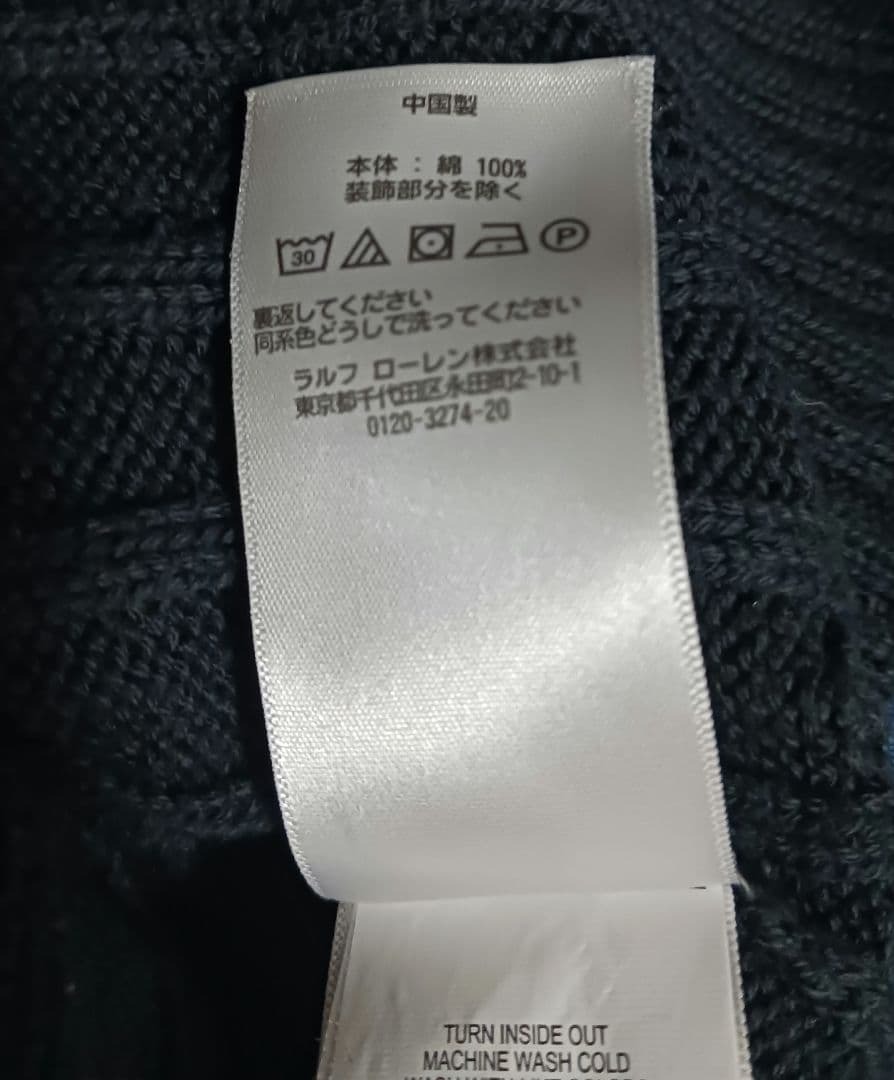 中国製
本体 : 綿 100%
装飾部分を除く
30 P
裏返してください
同系色どうしで洗ってください
ラルフ ローレン株式会社
東京都千代田区永田町2-10-1
0120-3274-20
TURN INSIDE OUT
MACHINE WASH COLD